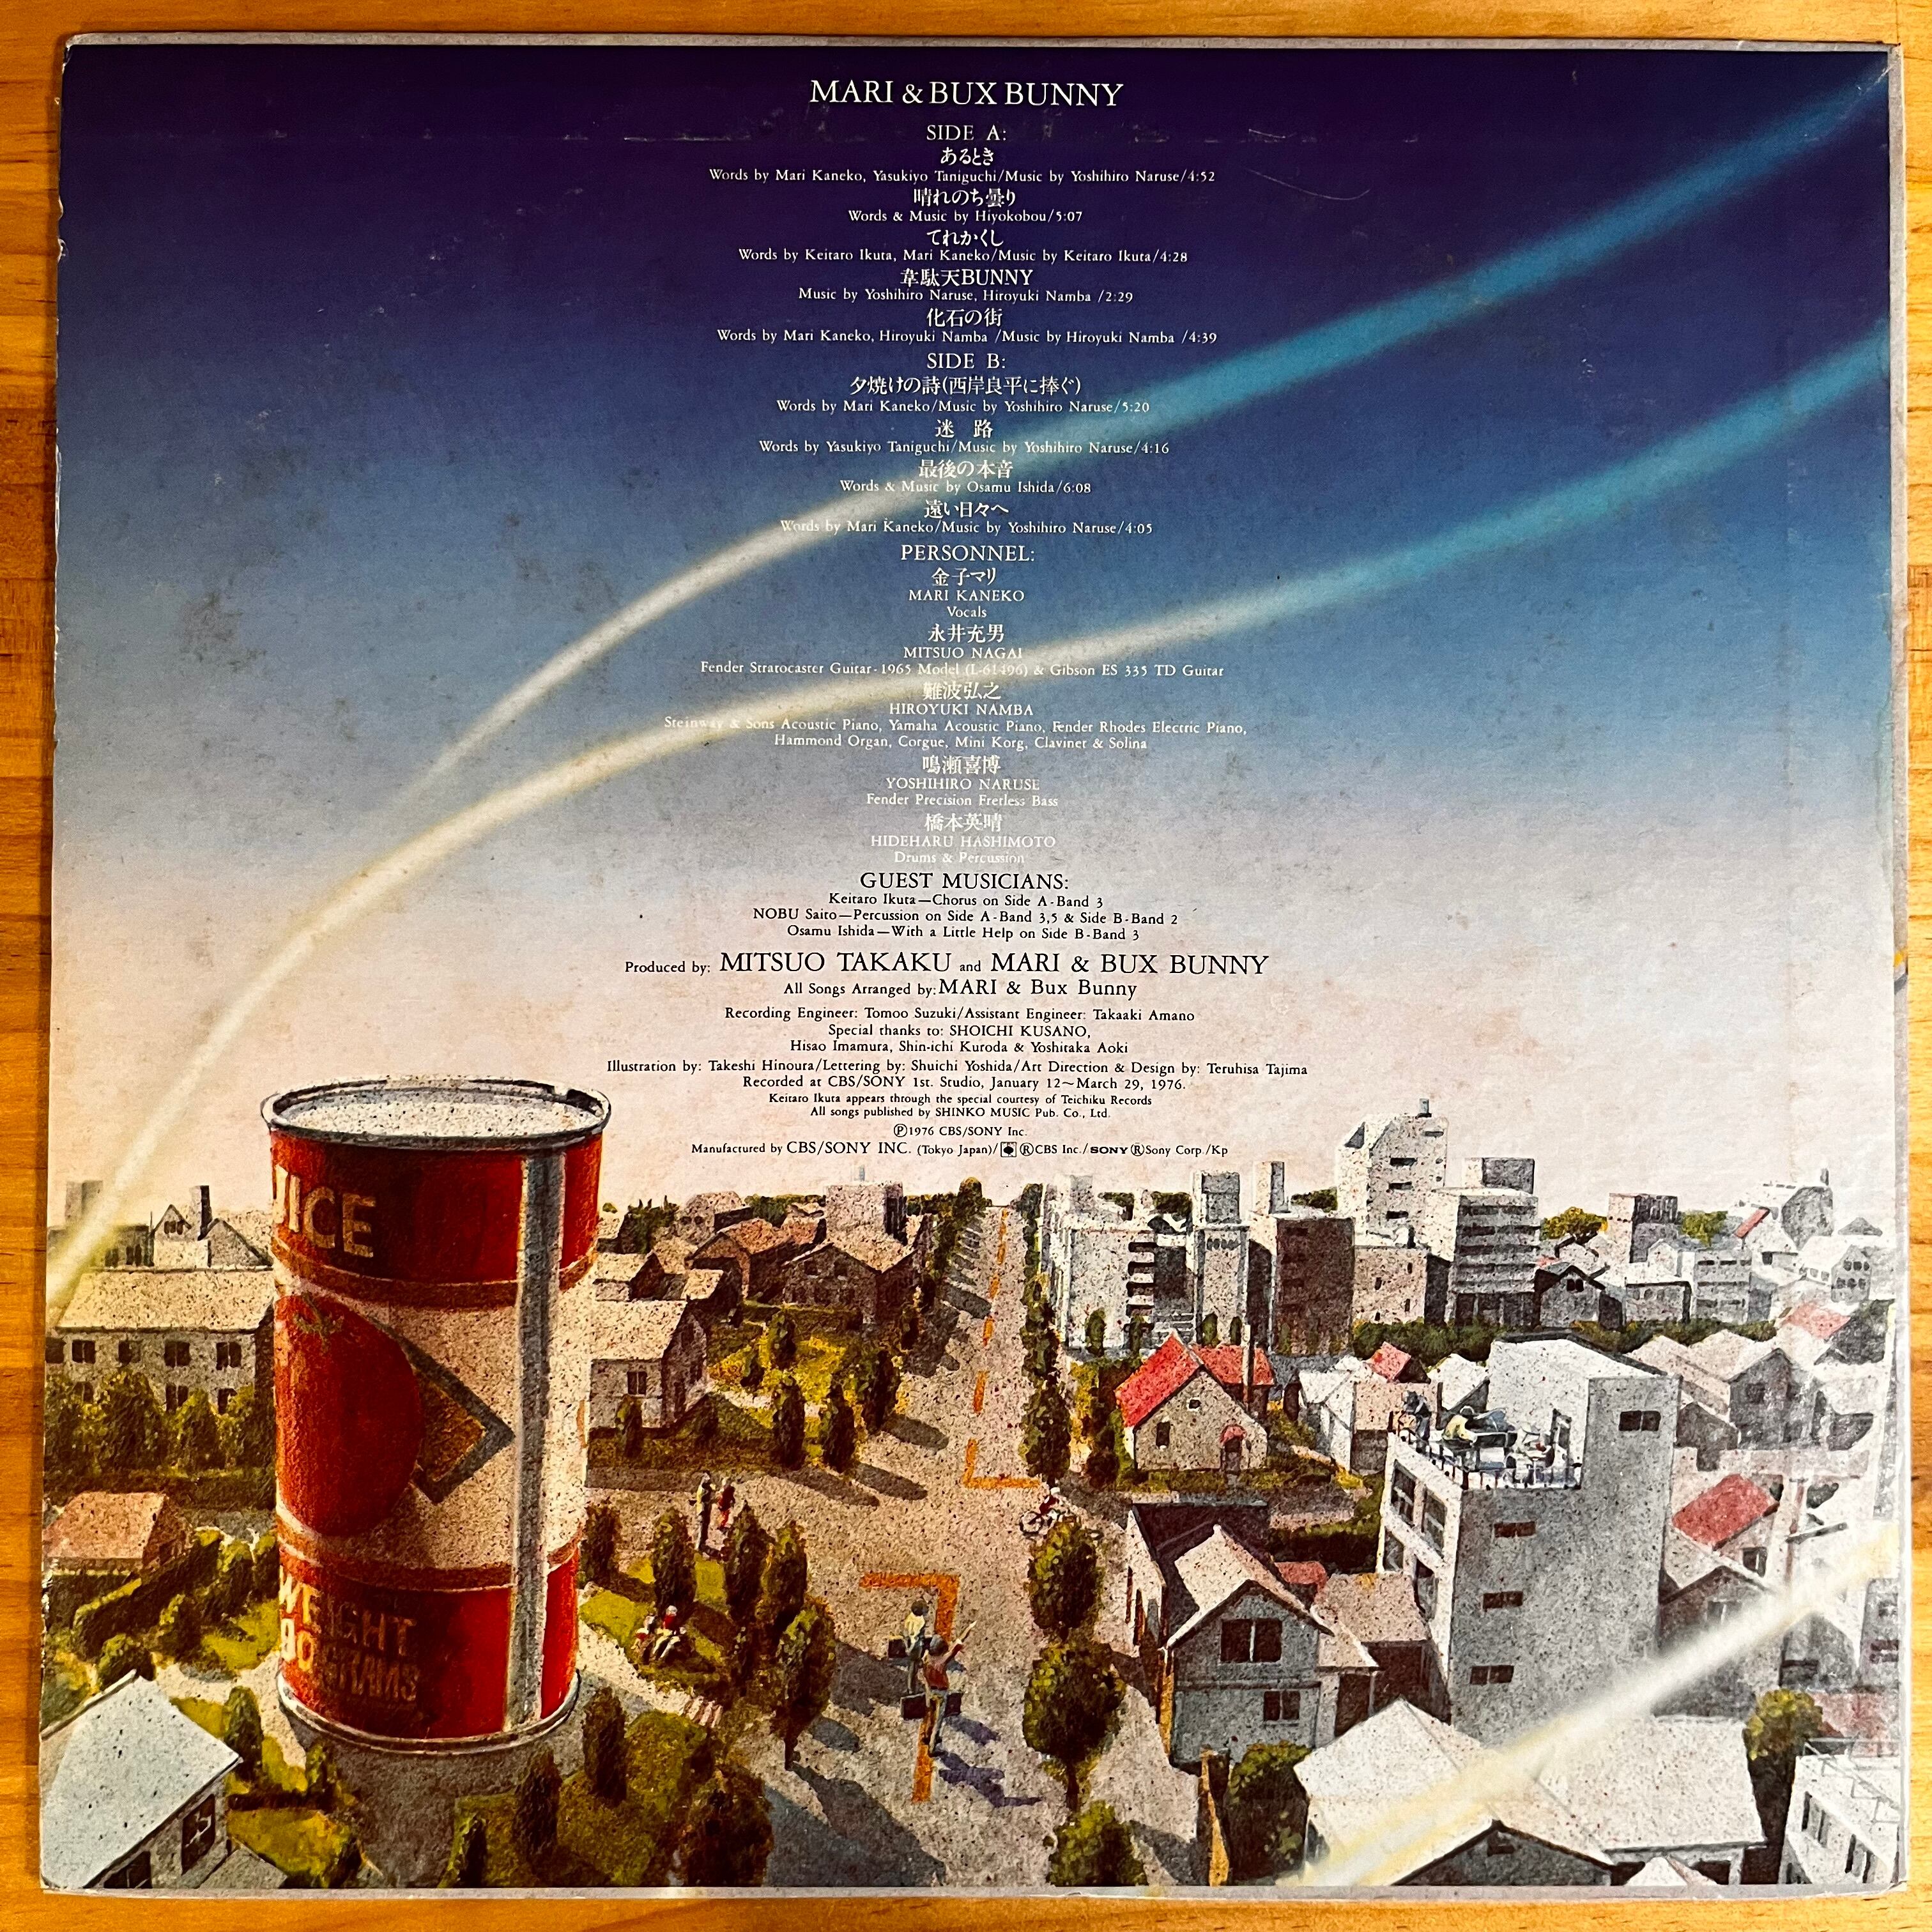 MARI & BUX BUNNY
SIDE A:
あるとき
Words by Mari Kaneko, Yasukiyo Taniguchi/Music by Yoshihiro Naruse/4:52
晴れのち曇り
Words & Music by Hiyokobou/5:07
てれかくし
Words by Keitaro Ikuta, Mari Kaneko/Music by Keitaro Ikuta/4:28
韋駄天BUNNY
Music by Yoshihiro Naruse, Hiroyuki Namba /2:29
化石の街
Words by Mari Kaneko, Hiroyuki Namba /Music by Hiroyuki Namba /4:39
SIDE B:
夕焼けの詩(西岸良平に捧ぐ)
Words by Mari Kaneko/Music by Yoshihiro Naruse/5:20
迷 路
Words by Yasukiyo Taniguchi/Music by Yoshihiro Naruse/4:16
最後の本音
Words & Music by Osamu Ishida/6:08
遠い日々へ
Words by Mari Kaneko/Music by Yoshihiro Naruse/4:05
PERSONNEL:
金子マリ
MARI KANEKO
Vocals
永井充男
MITSUO NAGAI
Fender Stratocaster Guitar-1965 Model (L-61496) & Gibson ES 335 TD Guitar
難波弘之
HIROYUKI NAMBA
Steinway & Sons Acoustic Piano, Yamaha Acoustic Piano, Fender Rhodes Electric Piano,
Hammond Organ, Corgue, Mini Korg, Clavinet & Solina
鳴瀬喜博
YOSHIHIRO NARUSE
Fender Precision Fretless Bass
橋本英晴
HIDEHARU HASHIMOTO
Drums & Percussion
GUEST MUSICIANS:
Keitaro Ikuta—Chorus on Side A-Band 3
NOBU Saito—Percussion on Side A-Band 3,5 & Side B-Band 2
Osamu Ishida—With a Little Help on Side B-Band 3
Produced by: MITSUO TAKAKU and MARI & BUX BUNNY
All Songs Arranged by: MARI & Bux Bunny
Recording Engineer: Tomoo Suzuki/Assistant Engineer: Takaaki Amano
Special thanks to: SHOICHI KUSANO,
Hisao Imamura, Shin-ichi Kuroda & Yoshitaka Aoki
Illustration by: Takeshi Hinoura/Lettering by: Shuichi Yoshida/Art Direction & Design by: Teruhisa Tajima
Recorded at CBS/SONY 1st. Studio, January 12~March 29, 1976.
Keitaro Ikuta appears through the special courtesy of Teichiku Records
All songs published by SHINKO MUSIC Pub. Co., Ltd.
Ⓟ1976 CBS/SONY Inc.
Manufactured by CBS/SONY INC. (Tokyo Japan)/ ⓇCBS Inc./SONYⓇSony Corp./Kp
ICE
WEIGHT
90 GRAMS